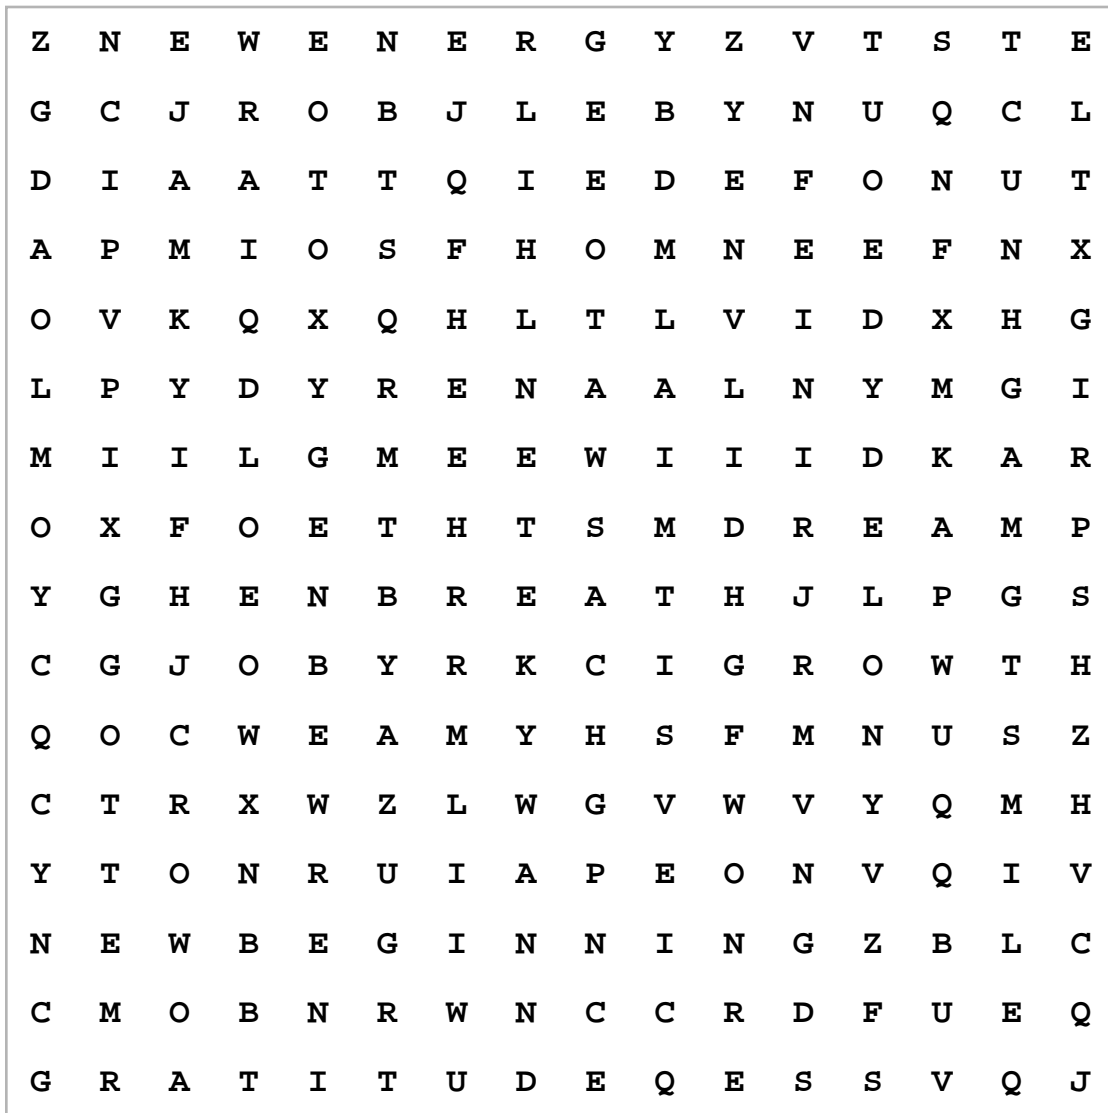 Z N E W E N E R G Y Z V T S T E
G C J R O B J L E B Y N U Q C L
D I A A T T Q I E D E F O N U T
A P M I O S F H O M N E E F N X
O V K Q X Q H L T L V I D X H G
L P Y D Y R E N A A L N Y M G I
M I I L G M E E W I I I D K A R
O X F O E T H T S M D R E A M P
Y G H E N B R E A T H J L P G S
C G J O B Y R K C I G R O W T H
Q O C W E A M Y H S F M N U S Z
C T R X W Z L W G V W V Y Q M H
Y T O N R U I A P E O N V Q I V
N E W B E G I N N I N G Z B L C
C M O B N R W N C C R D F U E Q
G R A T I T U D E Q E S S V Q J